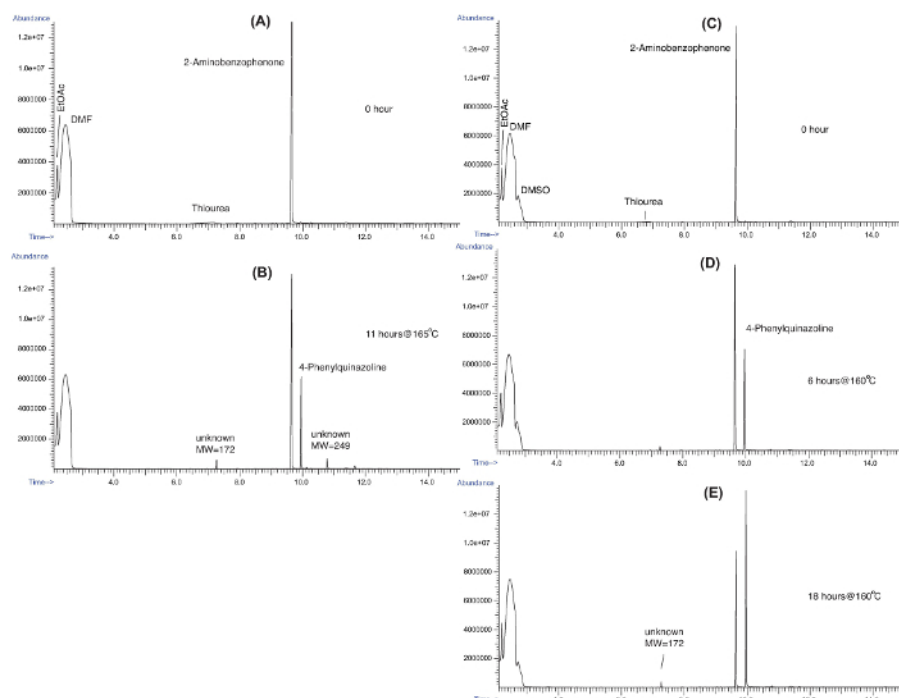 (A)
Abundance
1.2e+07
1.0e+07
8000000
6000000
4000000
2000000
EtOAc
DMF
2-Aminobenzophenone
0 hour
Thiourea
Time-->
4.0 6.0 8.0 10.0 12.0 14.0
(B)
Abundance
1.2e+07
1.0e+07
8000000
6000000
4000000
2000000
11 hours@165°C
4-Phenylquinazoline
unknown
MW=172
unknown
MW=249
Time-->
4.0 6.0 8.0 10.0 12.0 14.0
(C)
Abundance
1.2e+07
1.0e+07
8000000
6000000
4000000
2000000
EtOAc
DMF
DMSO
2-Aminobenzophenone
0 hour
Thiourea
Time-->
4.0 6.0 8.0 10.0 12.0 14.0
(D)
Abundance
1.2e+07
1.0e+07
8000000
6000000
4000000
2000000
4-Phenylquinazoline
6 hours@160°C
Time-->
4.0 6.0 8.0 10.0 12.0 14.0
(E)
Abundance
1.2e+07
1.0e+07
8000000
6000000
4000000
2000000
18 hours@160°C
unknown
MW=172